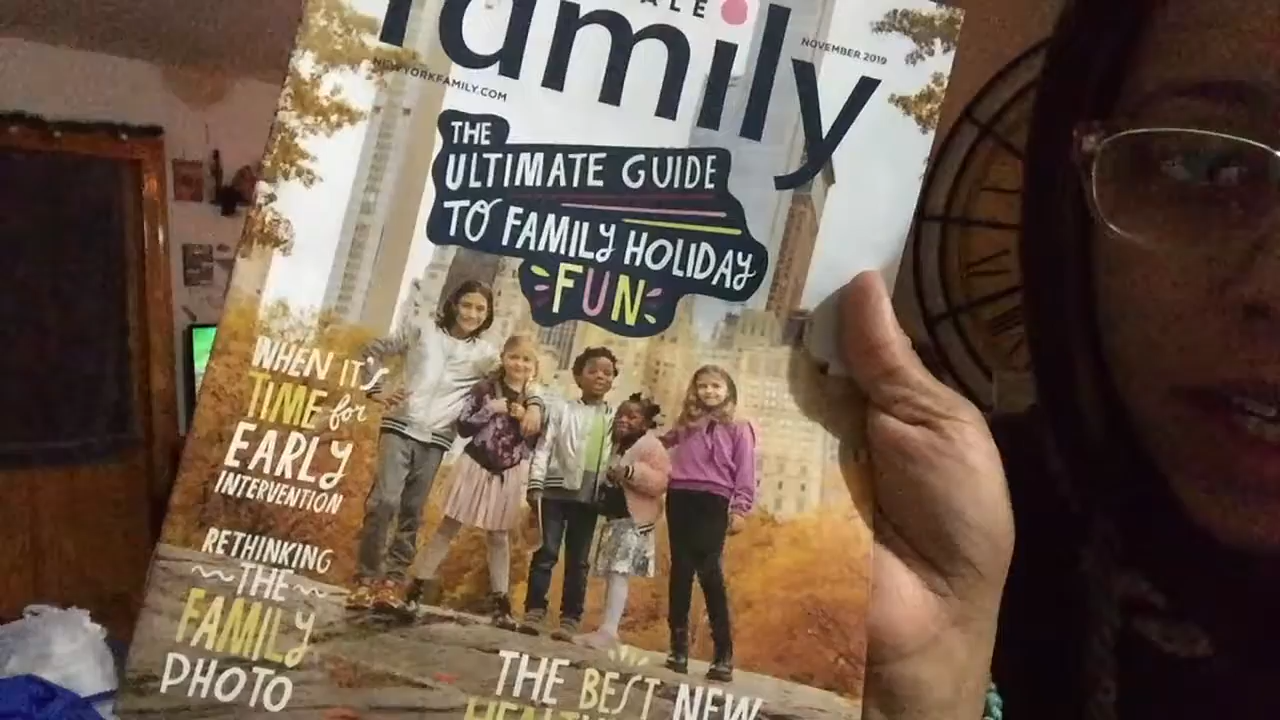 family
NOVEMBER 2019
NEWYORKFAMILY.COM
THE
ULTIMATE GUIDE
TO FAMILY HOLIDAY
FUN
WHEN IT'S
TIME for
EARLY
INTERVENTION
RETHINKING
THE
FAMILY
PHOTO
THE BEST NEW